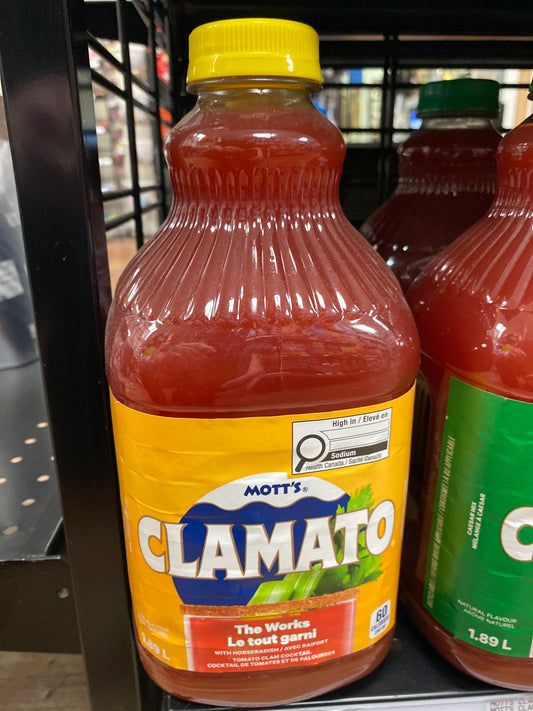 High in / Élevé en
Sodium
Health Canada / Santé Canada
MOTT'S®
CLAMATO®
The Works
Le tout garni
WITH HORSERADISH / AVEC RAIFORT
TOMATO CLAM COCKTAIL
COCKTAIL DE TOMATES ET DE PALOURDES
1.89 L
60
CALORIES
CAESAR MIX
MÉLANGE À CAESAR
C
NATURAL FLAVOUR
ARÔME NATUREL
1.89 L